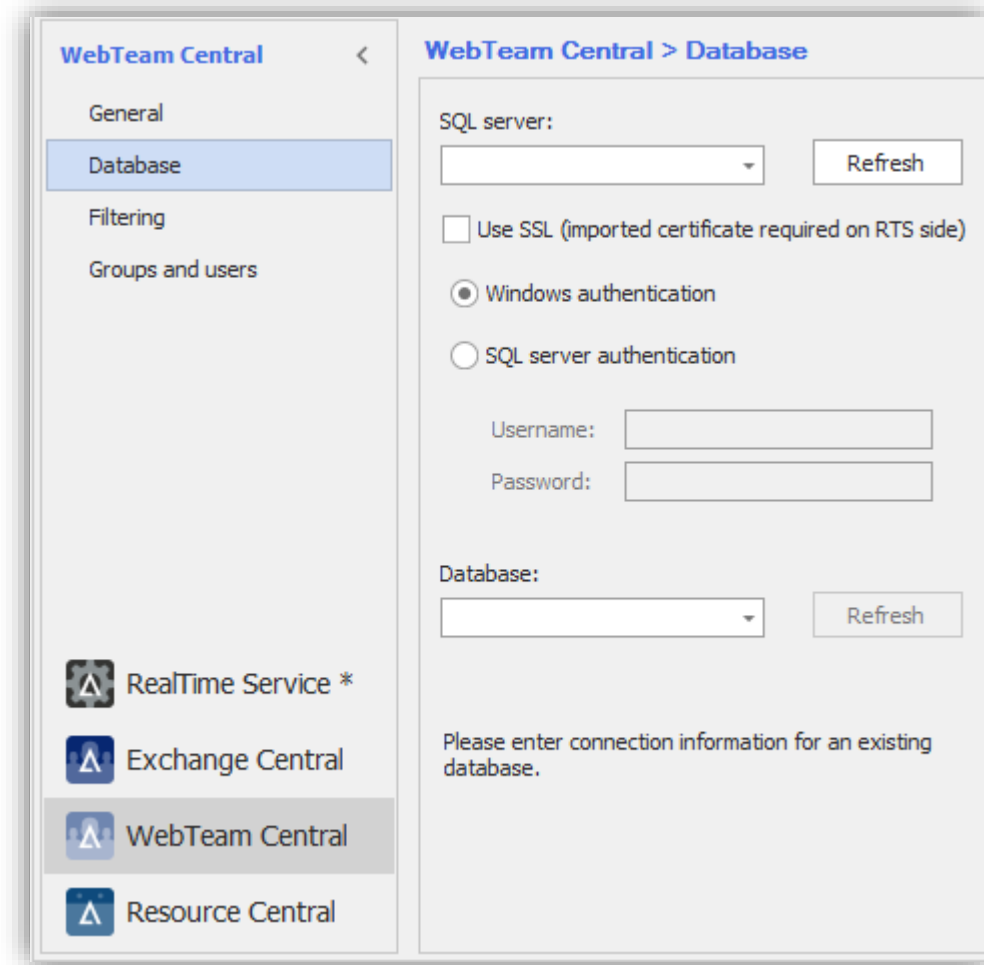 WebTeam Central
General
Database
Filtering
Groups and users
RealTime Service *
Exchange Central
WebTeam Central
Resource Central
WebTeam Central > Database
SQL server:
Refresh
Use SSL (imported certificate required on RTS side)
Windows authentication
SQL server authentication
Username:
Password:
Database:
Refresh
Please enter connection information for an existing
database.